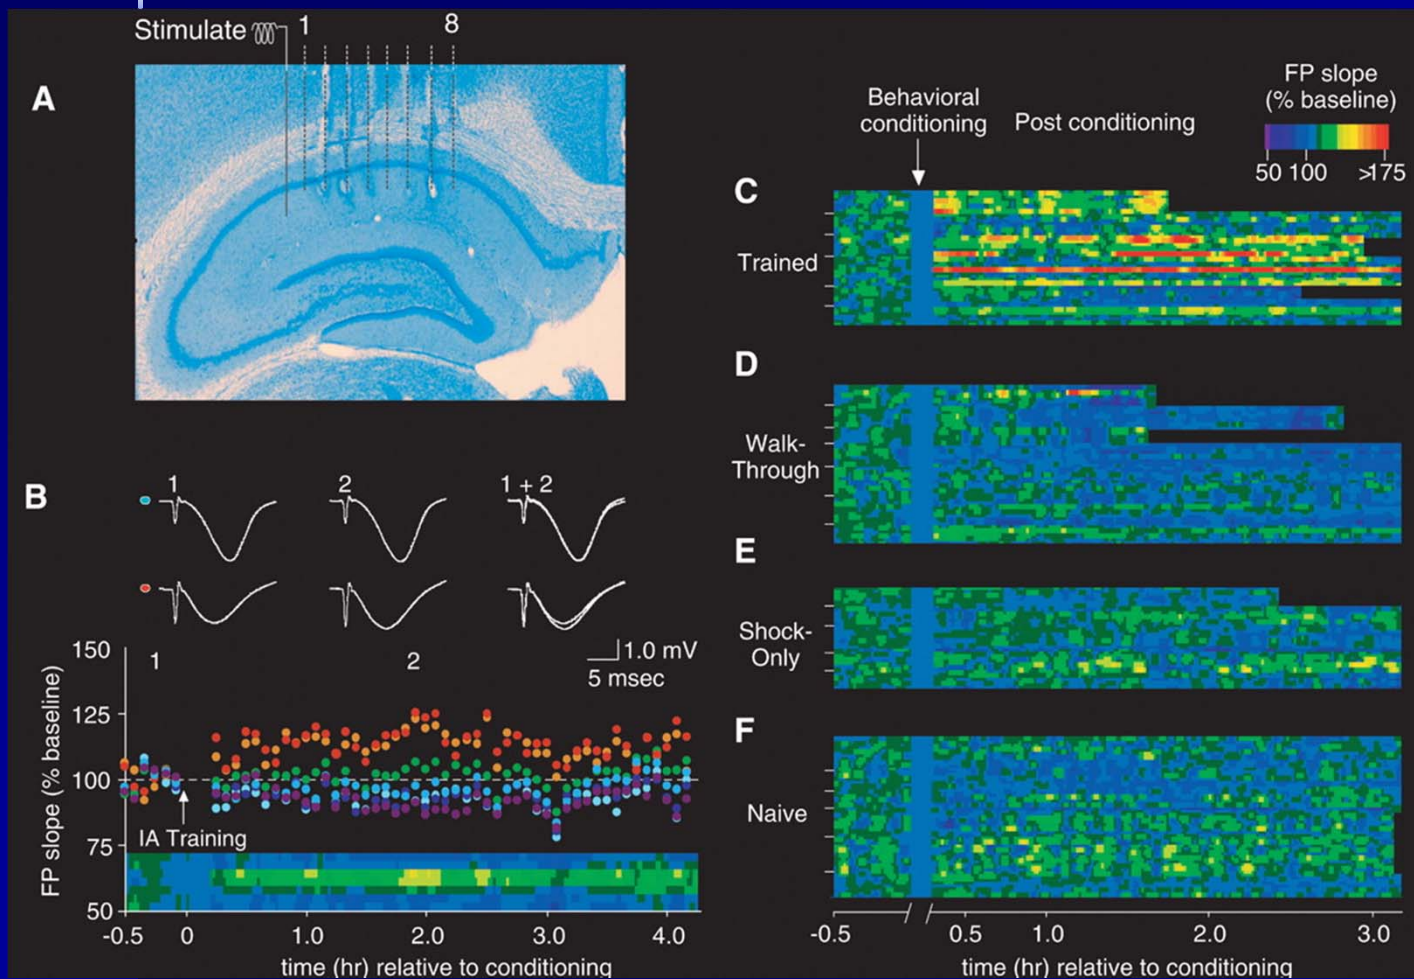 Stimulate 1 8
A
B
1 2 1 + 2
1.0 mV
5 msec
150
125
100
75
50
FP slope (% baseline)
1 2
IA Training
-0.5 0 1.0 2.0 3.0 4.0
time (hr) relative to conditioning
Behavioral
conditioning
Post conditioning
FP slope
(% baseline)
50 100 >175
C
Trained
D
Walk-
Through
E
Shock-
Only
F
Naive
-0.5 0.5 1.0 2.0 3.0
time (hr) relative to conditioning